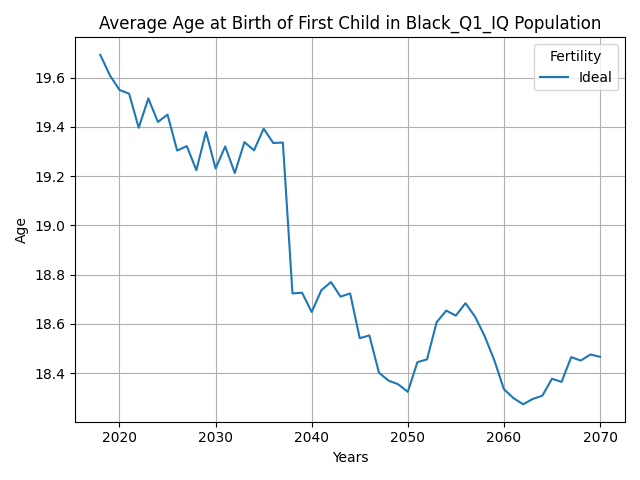 Average Age at Birth of First Child in Black_Q1_IQ Population
Fertility
Ideal
19.6
19.4
19.2
19.0
18.8
18.6
18.4
Age
2020 2030 2040 2050 2060 2070
Years